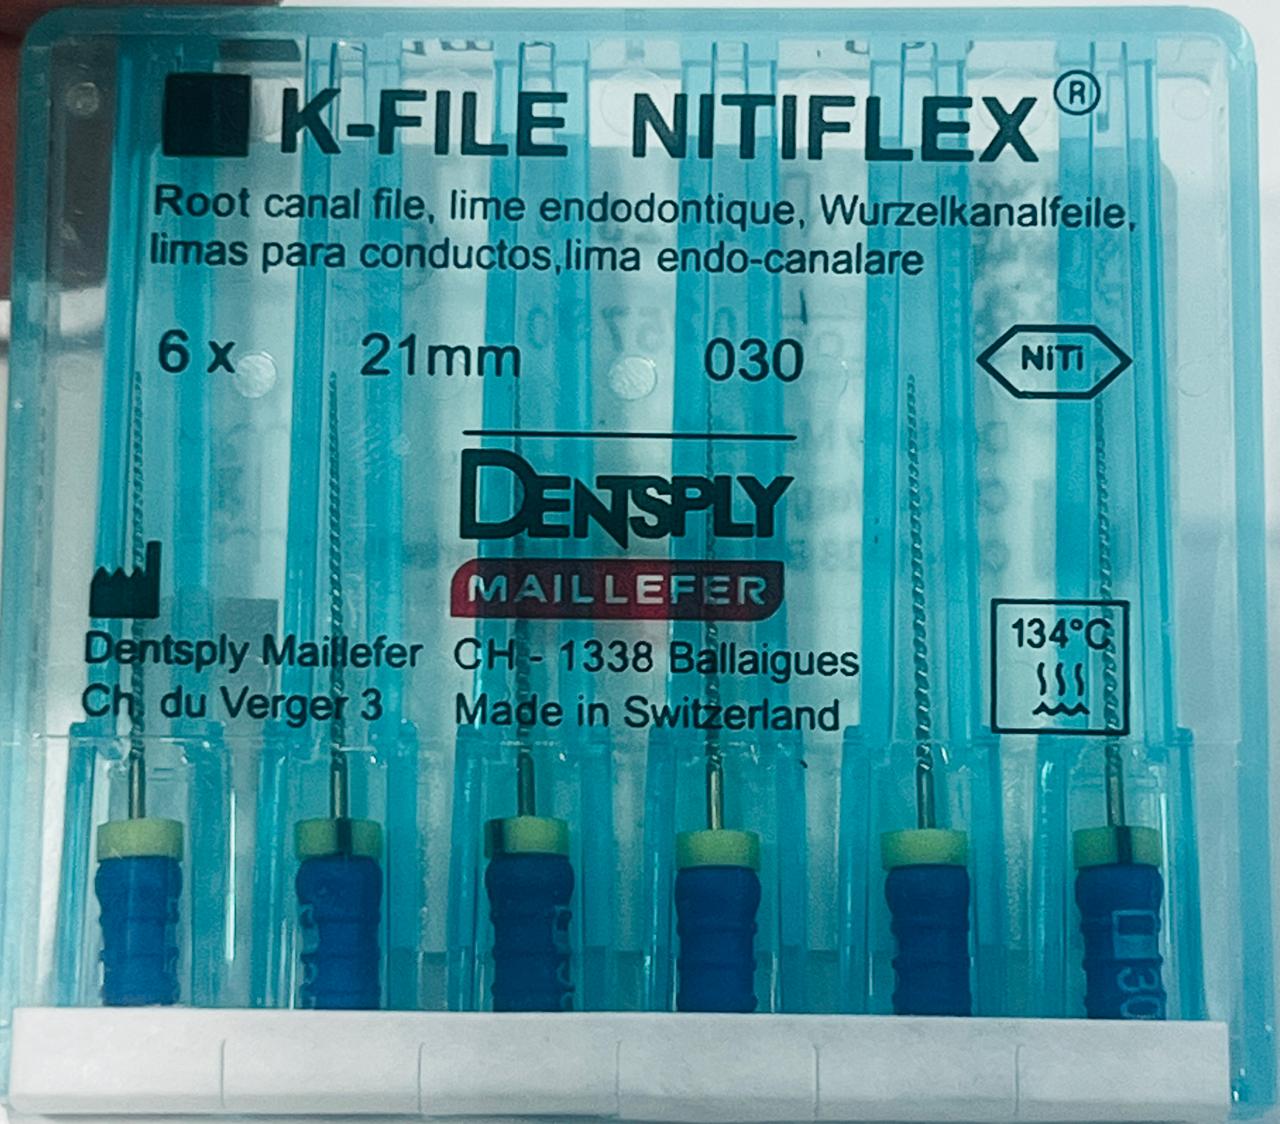 K-FILE NITIFLEX®
Root canal file, lime endodontique, Wurzelkanalfeile,
limas para conductos,lima endo-canalare
6 x 21mm 030 NiTi
DENTSPLY
MAILLEFER
134°C
Dentsply Maillefer CH - 1338 Ballaigues
Ch. du Verger 3 Made in Switzerland
30